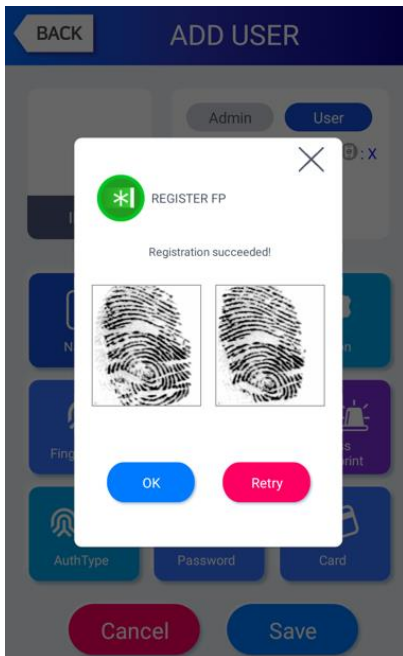 BACK
ADD USER
Admin
User
: X
REGISTER FP
Registration succeeded!
OK
Retry
AuthType
Password
Card
Cancel
Save